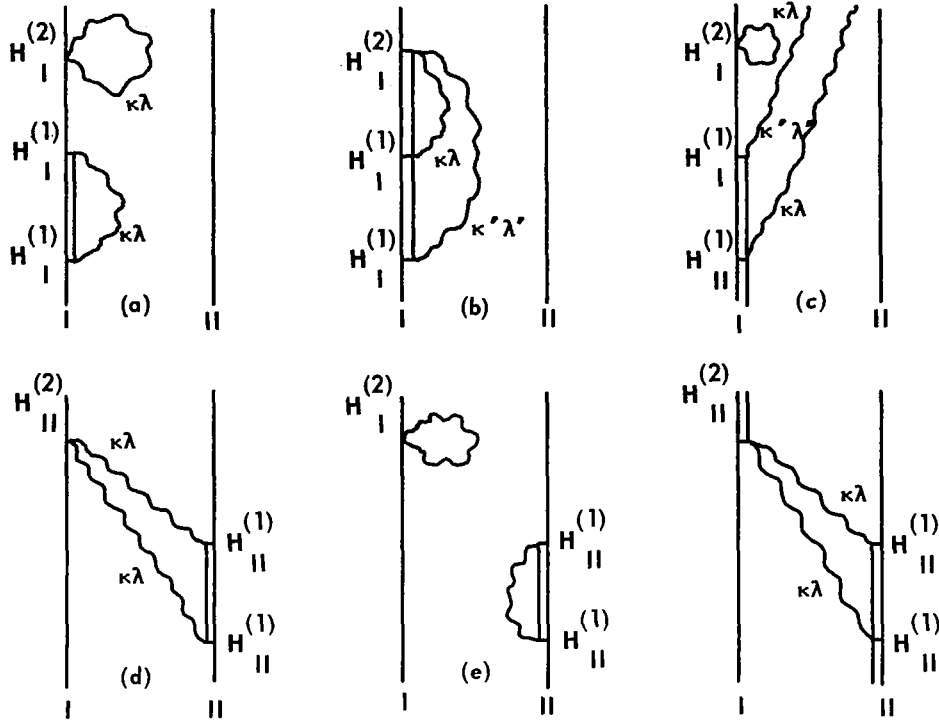 H(2)I
κλ
H(1)I
κλ
H(1)I
(a)
I
II
H(2)I
H(1)I
κλ
κ′λ′
H(1)I
(b)
I
II
κλ
H(2)I
κ″λ″
H(1)I
κλ
H(1)II
(c)
I
II
H(2)II
κλ
H(1)II
κλ
H(1)II
(d)
I
II
H(2)I
H(1)II
H(1)II
(e)
I
II
H(2)II
κλ
H(1)II
κλ
H(1)II
I
II